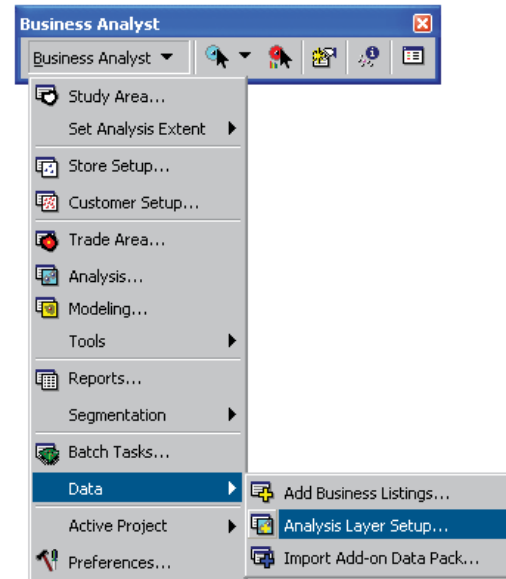 Business Analyst
Business Analyst
Study Area...
Set Analysis Extent
Store Setup...
Customer Setup...
Trade Area...
Analysis...
Modeling...
Tools
Reports...
Segmentation
Batch Tasks...
Data
Add Business Listings...
Analysis Layer Setup...
Active Project
Import Add-on Data Pack...
Preferences...